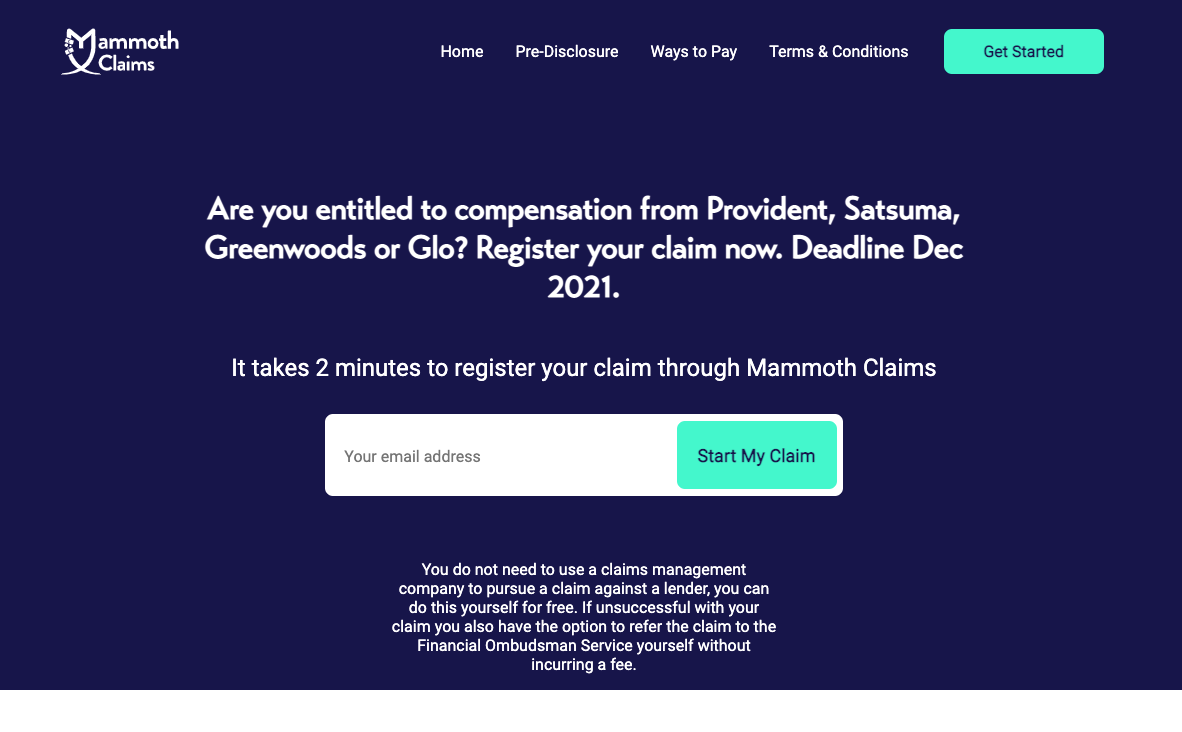 Mammoth
Claims
Home Pre-Disclosure Ways to Pay Terms & Conditions Get Started
Are you entitled to compensation from Provident, Satsuma,
Greenwoods or Glo? Register your claim now. Deadline Dec
2021.
It takes 2 minutes to register your claim through Mammoth Claims
Your email address Start My Claim
You do not need to use a claims management
company to pursue a claim against a lender, you can
do this yourself for free. If unsuccessful with your
claim you also have the option to refer the claim to the
Financial Ombudsman Service yourself without
incurring a fee.